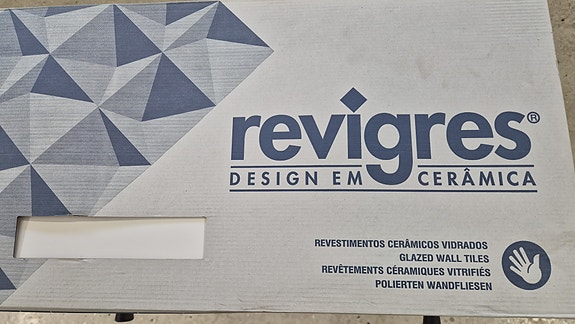 revigres®
DESIGN EM CERÂMICA
REVESTIMENTOS CERÂMICOS VIDRADOS
GLAZED WALL TILES
REVÊTEMENTS CÉRAMIQUES VITRIFIÉS
POLIERTEN WANDFLIESEN